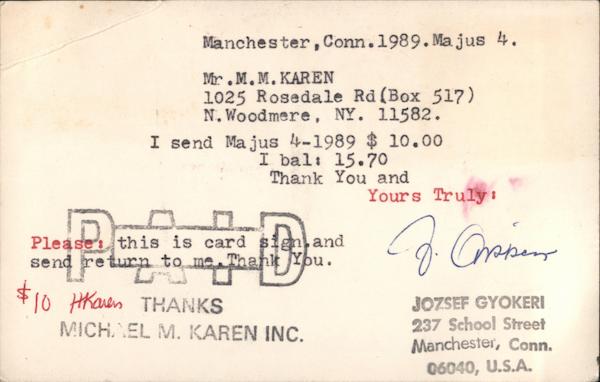 Manchester,Conn.1989.Majus 4.
Mr.M.M.KAREN
1025 Rosedale Rd(Box 517)
N.Woodmere, NY. 11582.
I send Majus 4-1989 $ 10.00
I bal: 15.70
Thank You and
Yours Truly:
PAID
Please: this is card sign,and
send return to me.Thank You.
$10 HKaren
THANKS
MICHAEL M. KAREN INC.
JOZSEF GYOKERI
237 School Street
Manchester, Conn.
06040, U.S.A.